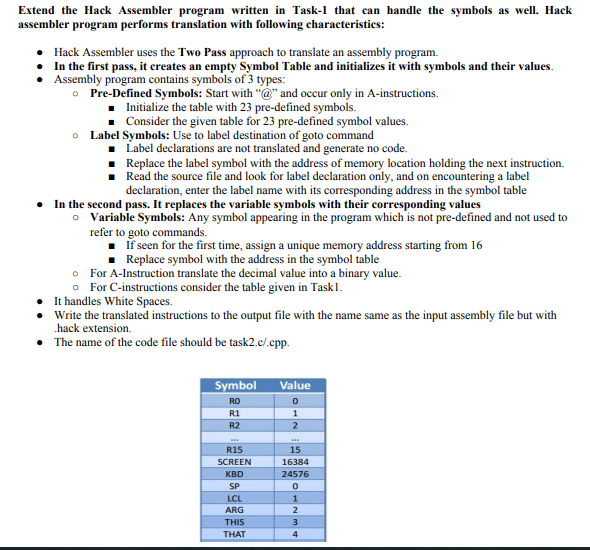 Extend the Hack Assembler program written in Task-1 that can handle the symbols as well. Hack
assembler program performs translation with following characteristics:
● Hack Assembler uses the Two Pass approach to translate an assembly program.
● In the first pass, it creates an empty Symbol Table and initializes it with symbols and their values.
● Assembly program contains symbols of 3 types:
○ Pre-Defined Symbols: Start with “@” and occur only in A-instructions.
■ Initialize the table with 23 pre-defined symbols.
■ Consider the given table for 23 pre-defined symbol values.
○ Label Symbols: Use to label destination of goto command
■ Label declarations are not translated and generate no code.
■ Replace the label symbol with the address of memory location holding the next instruction.
■ Read the source file and look for label declaration only, and on encountering a label
declaration, enter the label name with its corresponding address in the symbol table
● In the second pass. It replaces the variable symbols with their corresponding values
○ Variable Symbols: Any symbol appearing in the program which is not pre-defined and not used to
refer to goto commands.
■ If seen for the first time, assign a unique memory address starting from 16
■ Replace symbol with the address in the symbol table
○ For A-Instruction translate the decimal value into a binary value.
○ For C-instructions consider the table given in Task1.
● It handles White Spaces.
● Write the translated instructions to the output file with the name same as the input assembly file but with
.hack extension.
● The name of the code file should be task2.c/.cpp.
Symbol Value
R0 0
R1 1
R2 2
... ...
R15 15
SCREEN 16384
KBD 24576
SP 0
LCL 1
ARG 2
THIS 3
THAT 4